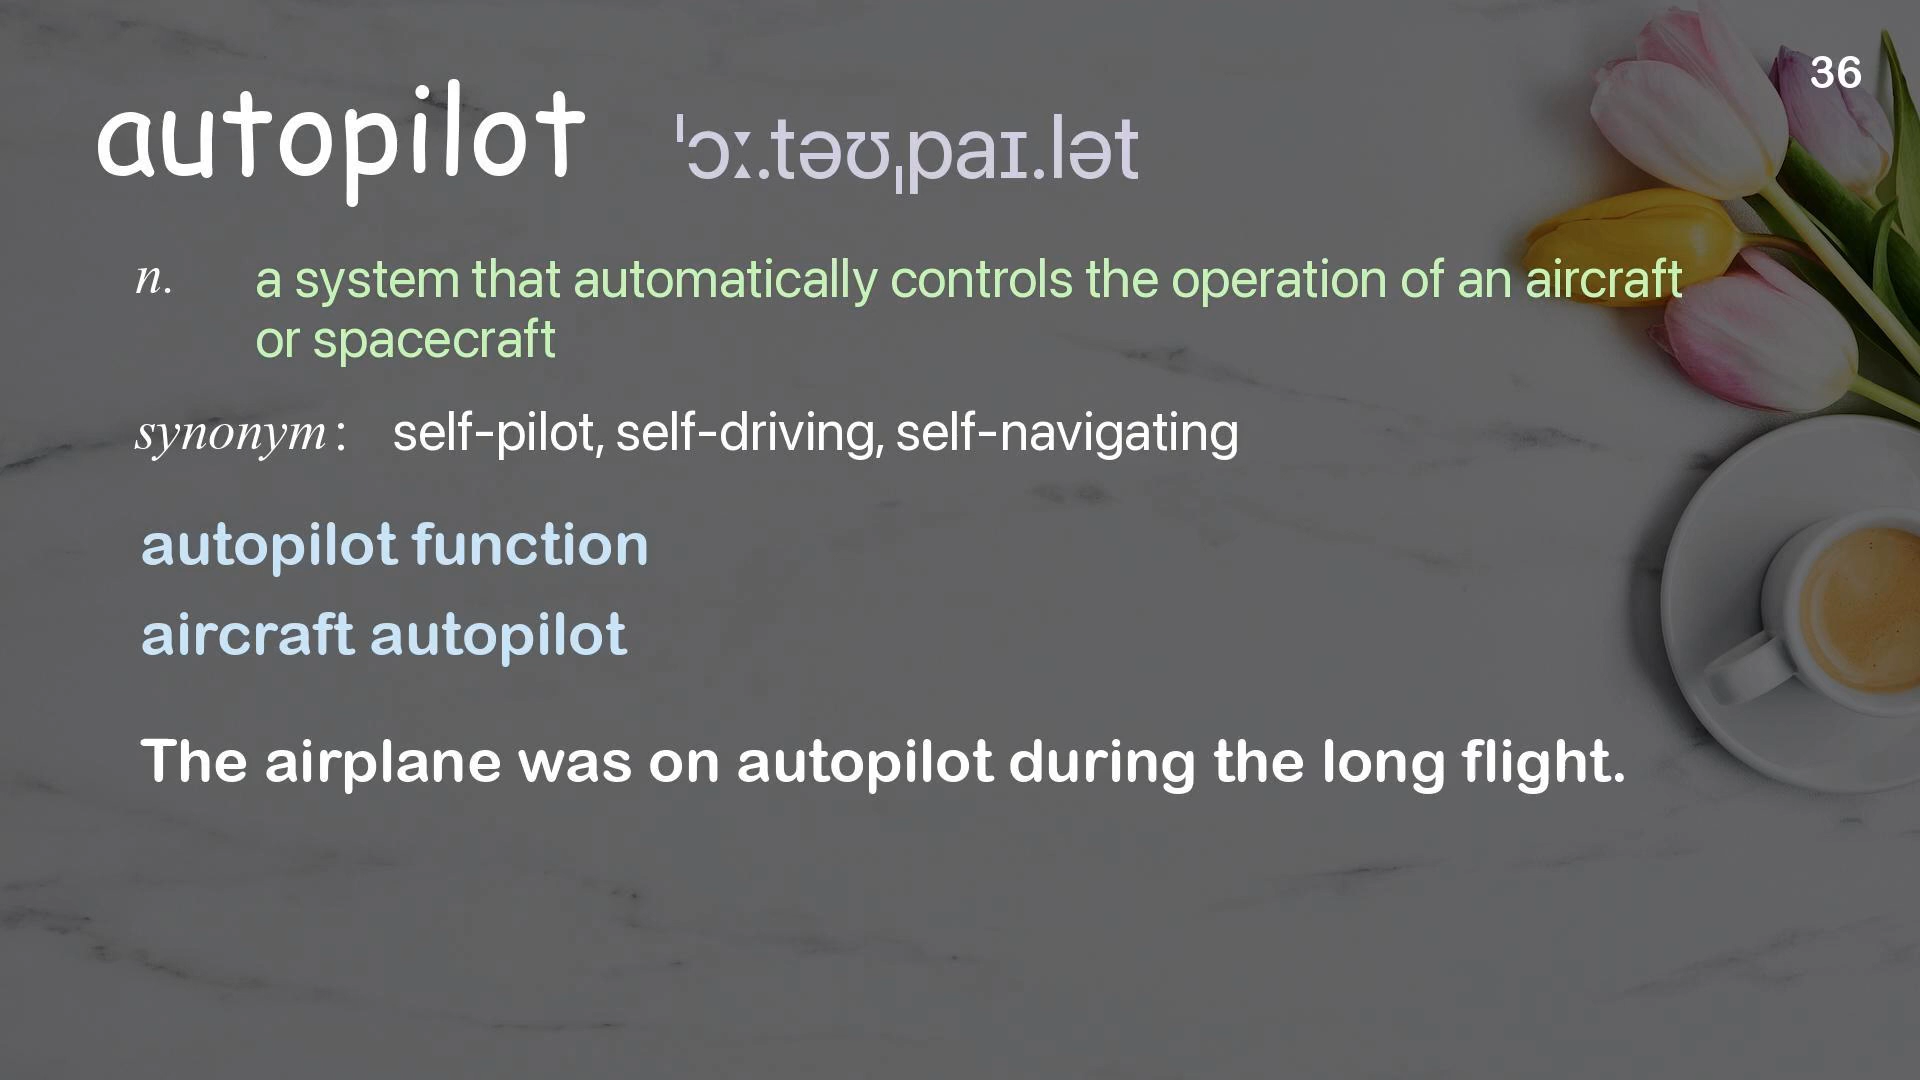 36
autopilot ˈɔː.təʊˌpaɪ.lət
n. a system that automatically controls the operation of an aircraft
or spacecraft
synonym: self-pilot, self-driving, self-navigating
autopilot function
aircraft autopilot
The airplane was on autopilot during the long flight.